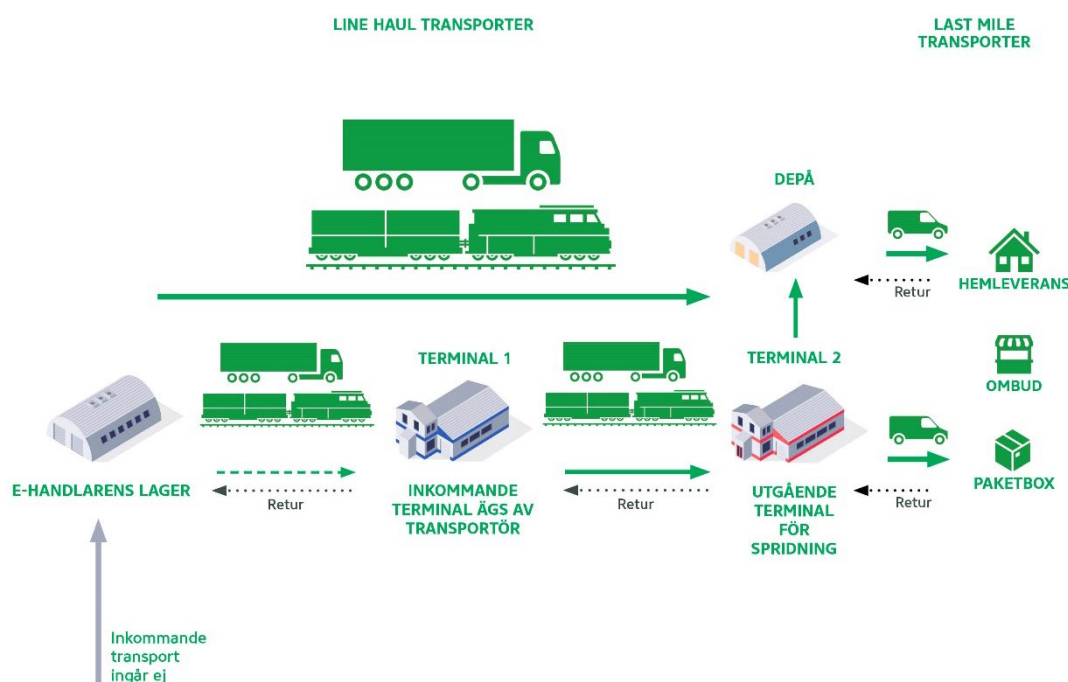 LINE HAUL TRANSPORTER
LAST MILE
TRANSPORTER
DEPÅ
Retur
HEMLEVERANS
TERMINAL 1
TERMINAL 2
OMBUD
E-HANDLARENS LAGER
Retur
INKOMMANDE
TERMINAL ÄGS AV
TRANSPORTÖR
Retur
UTGÅENDE
TERMINAL
FÖR
SPRIDNING
Retur
PAKETBOX
Inkommande
transport
ingår ej